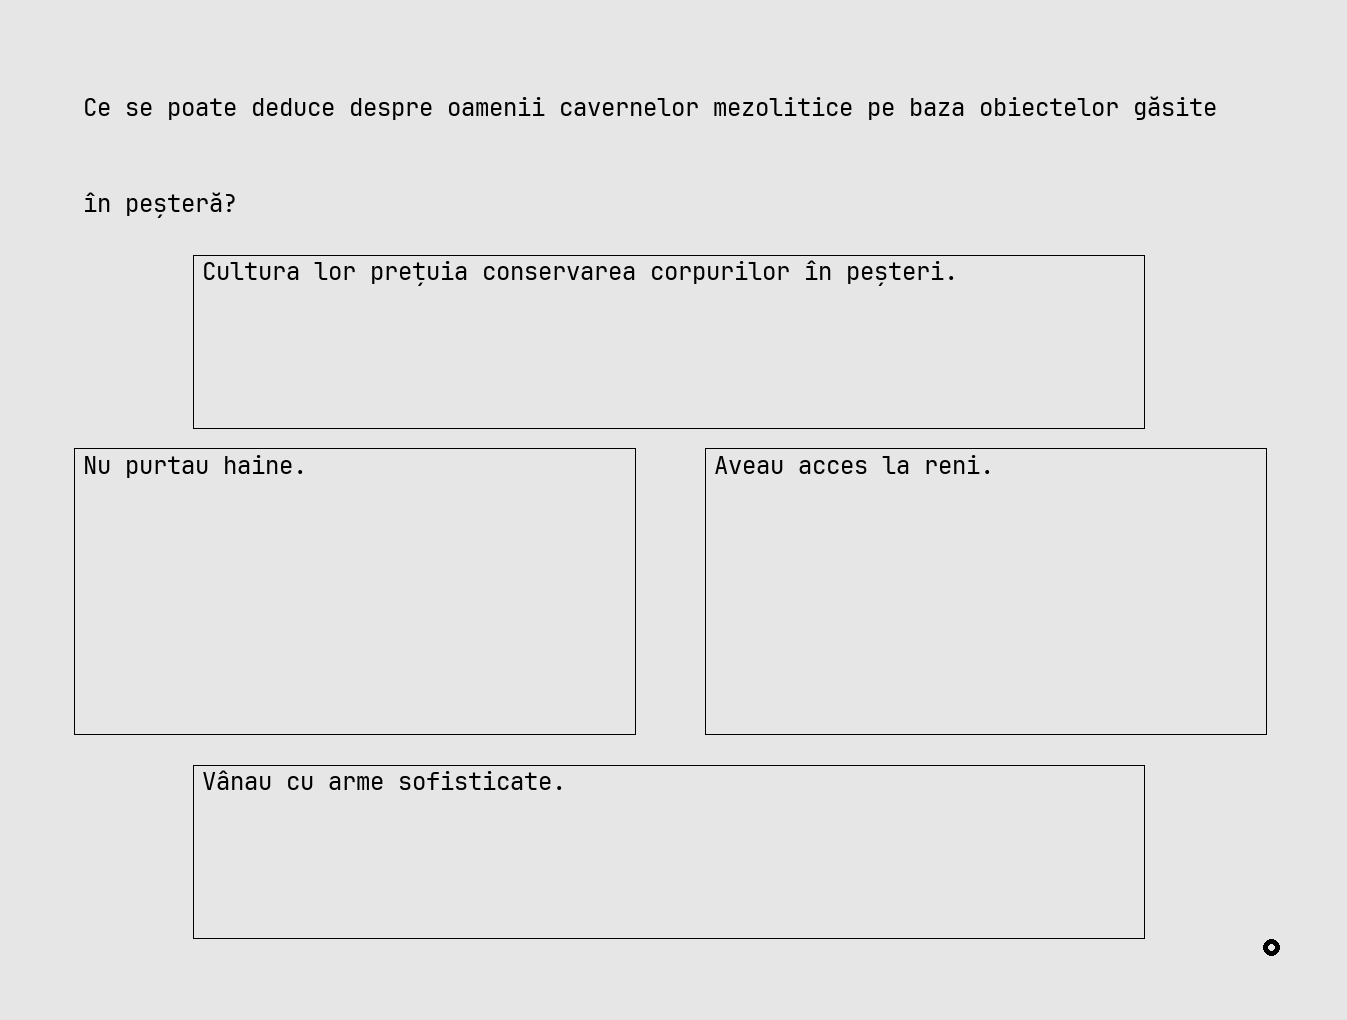 Ce se poate deduce despre oamenii cavernelor mezolitice pe baza obiectelor găsite
în peșteră?
Cultura lor prețuia conservarea corpurilor în peșteri.
Nu purtau haine.
Aveau acces la reni.
Vânau cu arme sofisticate.